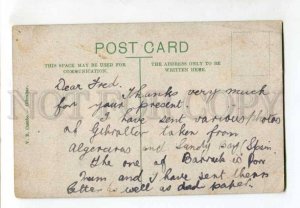 POST CARD
THIS SPACE MAY BE USED FOR COMMUNICATION.
THE ADDRESS ONLY TO BE WRITTEN HERE.
Dear Fred.
Thanks very much
for your present.
I have sent various Photos
of Gibralter taken from
Algeciras and Sandy Bay/Spain
The one of is for
Mum and I have sent them
letter as well as dad paper.